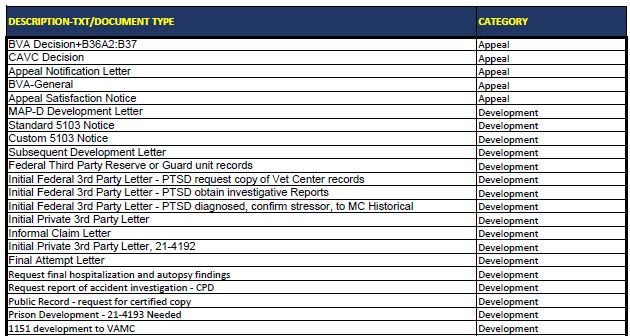 DESCRIPTION-TXT/DOCUMENT TYPE CATEGORY
BVA Decision+B36A2:B37 Appeal
CAVC Decision Appeal
Appeal Notification Letter Appeal
BVA-General Appeal
Appeal Satisfaction Notice Appeal
MAP-D Development Letter Development
Standard 5103 Notice Development
Custom 5103 Notice Development
Subsequent Development Letter Development
Federal Third Party Reserve or Guard unit records Development
Initial Federal 3rd Party Letter - PTSD request copy of Vet Center records Development
Initial Federal 3rd Party Letter - PTSD obtain investigative Reports Development
Initial Federal 3rd Party Letter - PTSD diagnosed, confirm stressor, to MC Historical Development
Initial Private 3rd Party Letter Development
Informal Claim Letter Development
Initial Private 3rd Party Letter, 21-4192 Development
Final Attempt Letter Development
Request final hospitalization and autopsy findings Development
Request report of accident investigation - CPD Development
Public Record - request for certified copy Development
Prison Development - 21-4193 Needed Development
1151 development to VAMC Development